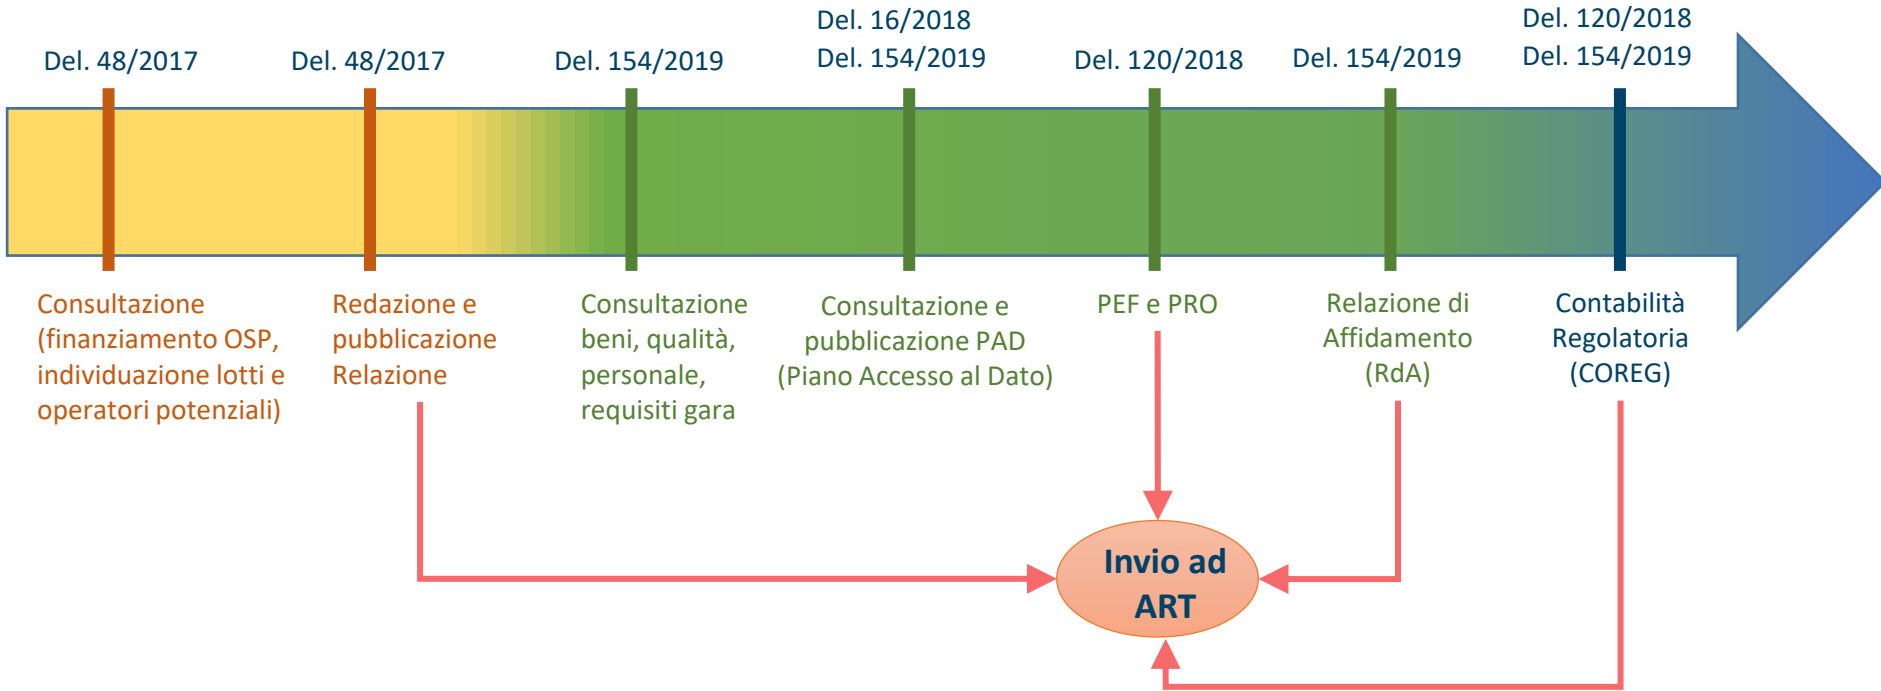 Del. 48/2017
Del. 48/2017
Del. 154/2019
Del. 16/2018
Del. 154/2019
Del. 120/2018
Del. 154/2019
Del. 120/2018
Del. 154/2019
Consultazione
(finanziamento OSP,
individuazione lotti e
operatori potenziali)
Redazione e
pubblicazione
Relazione
Consultazione
beni, qualità,
personale,
requisiti gara
Consultazione e
pubblicazione PAD
(Piano Accesso al Dato)
PEF e PRO
Relazione di
Affidamento
(RdA)
Contabilità
Regolatoria
(COREG)
Invio ad
ART